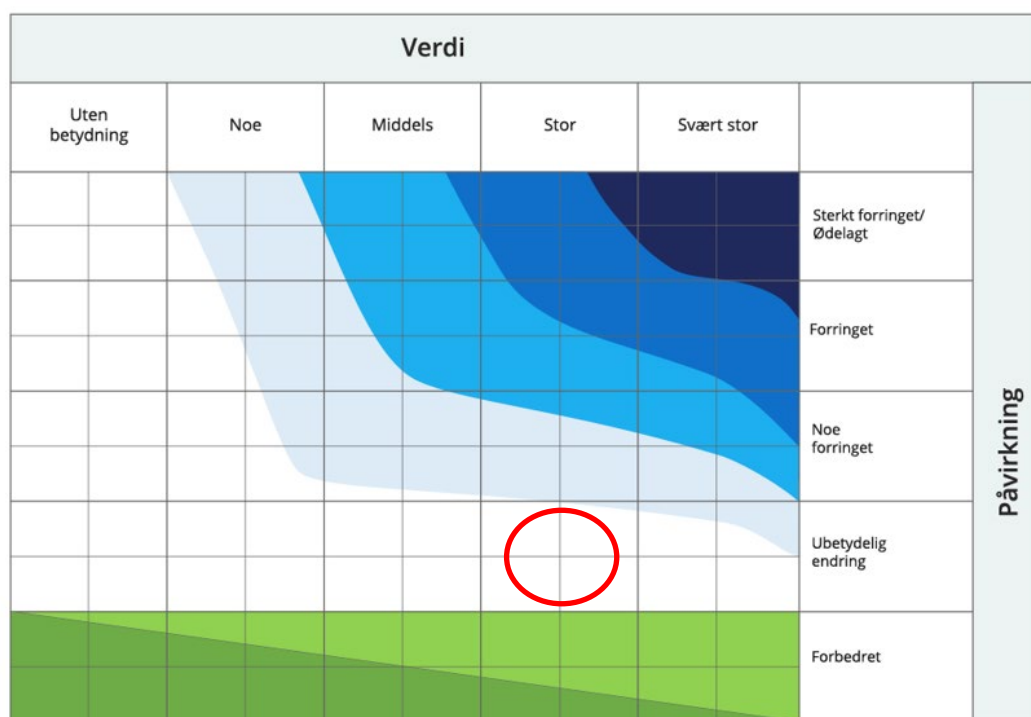 Verdi
Uten
betydning
Noe
Middels
Stor
Svært stor
Sterkt forringet/
Ødelagt
Forringet
Noe
forringet
Ubetydelig
endring
Forbedret
Påvirkning